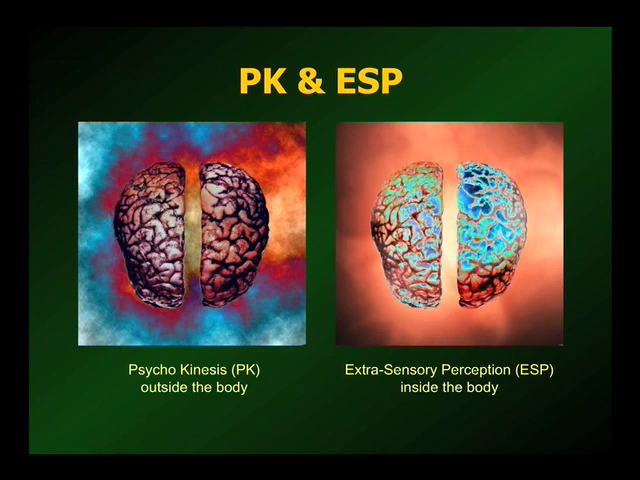 PK & ESP
Psycho Kinesis (PK)
outside the body
Extra-Sensory Perception (ESP)
inside the body